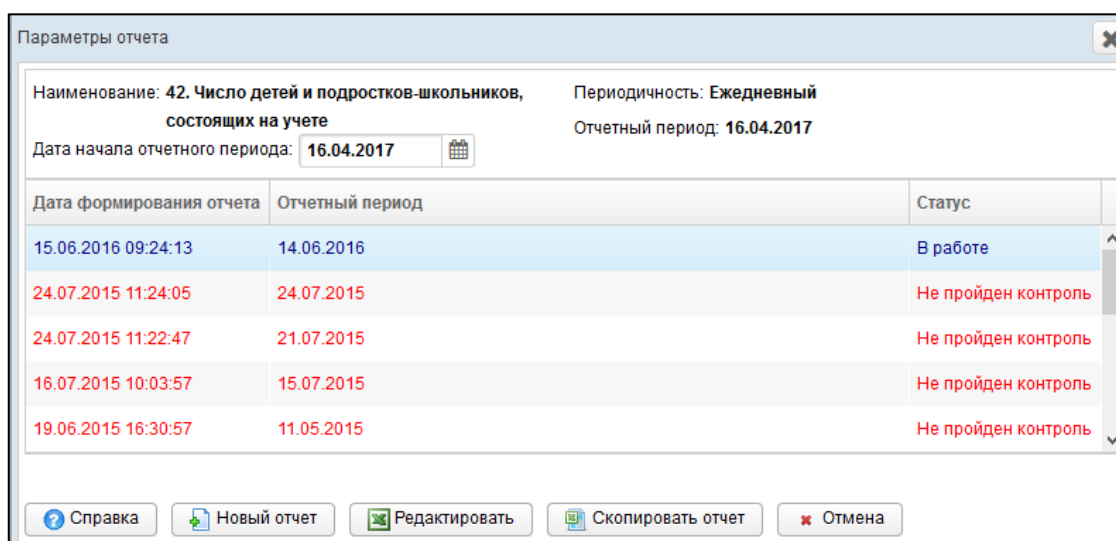 Параметры отчета
Наименование: 42. Число детей и подростков-школьников, состоящих на учете
Периодичность: Ежедневный
Отчетный период: 16.04.2017
Дата начала отчетного периода: 16.04.2017
Дата формирования отчета Отчетный период Статус
15.06.2016 09:24:13 14.06.2016 В работе
24.07.2015 11:24:05 24.07.2015 Не пройден контроль
24.07.2015 11:22:47 21.07.2015 Не пройден контроль
16.07.2015 10:03:57 15.07.2015 Не пройден контроль
19.06.2015 16:30:57 11.05.2015 Не пройден контроль
Справка Новый отчет Редактировать Скопировать отчет Отмена